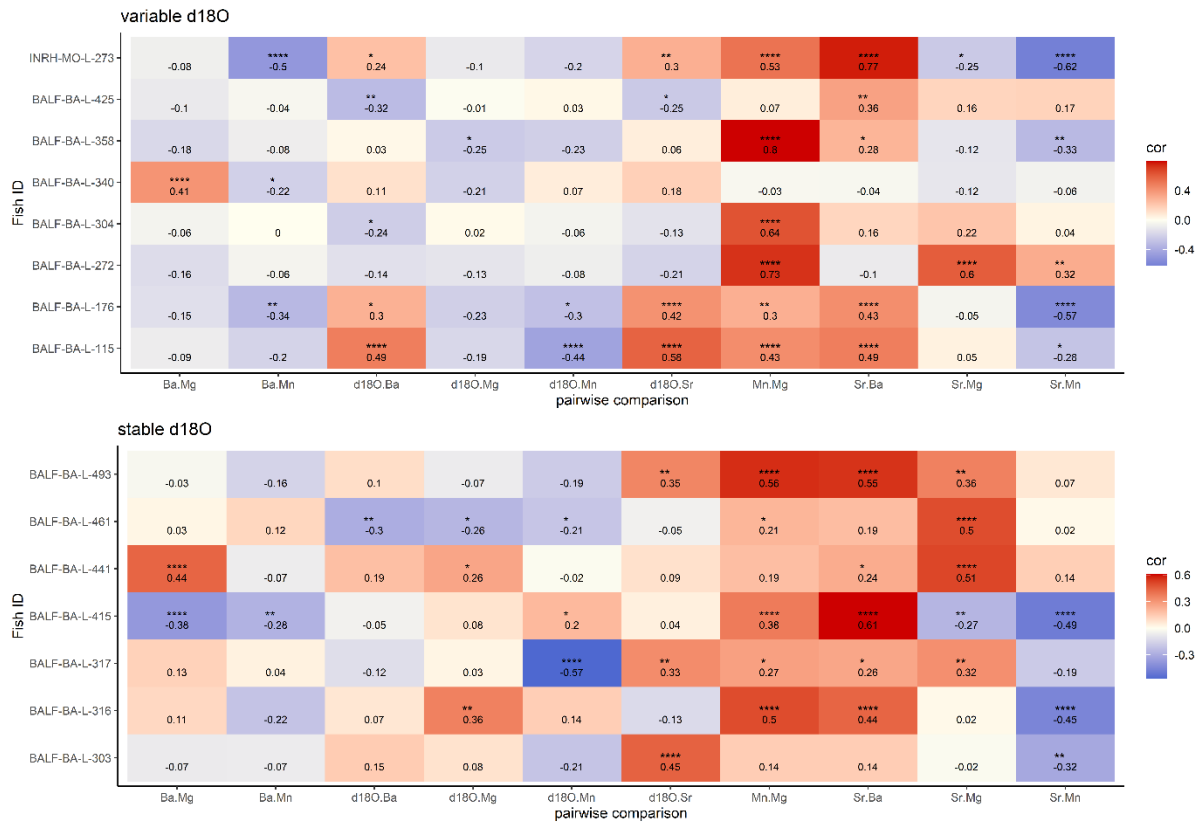 variable d18O
Fish ID
INRH-MO-L-273
**** * ** **** **** * ****
-0.08 -0.5 0.24 -0.1 -0.2 0.3 0.53 0.77 -0.25 -0.62
BALF-BA-L-425
** * **
-0.1 -0.04 -0.32 -0.01 0.03 -0.25 0.07 0.36 0.16 0.17
BALF-BA-L-358
* **** * **
-0.18 -0.08 0.03 -0.25 -0.23 0.06 0.8 0.28 -0.12 -0.33
BALF-BA-L-340
**** *
0.41 -0.22 0.11 -0.21 0.07 0.18 -0.03 -0.04 -0.12 -0.06
BALF-BA-L-304
* ****
-0.06 0 -0.24 0.02 -0.06 -0.13 0.64 0.16 0.22 0.04
BALF-BA-L-272
**** **** **
-0.16 -0.06 -0.14 -0.13 -0.08 -0.21 0.73 -0.1 0.6 0.32
BALF-BA-L-176
** * * **** ** **** ****
-0.15 -0.34 0.3 -0.23 -0.3 0.42 0.3 0.43 -0.05 -0.57
BALF-BA-L-115
**** **** **** **** **** *
-0.09 -0.2 0.49 -0.19 -0.44 0.56 0.43 0.49 0.05 -0.28
Ba.Mg Ba.Mn d18O.Ba d18O.Mg d18O.Mn d18O.Sr Mn.Mg Sr.Ba Sr.Mg Sr.Mn
pairwise comparison
cor
0.4
0.0
-0.4
stable d18O
Fish ID
BALF-BA-L-493
** **** **** **
-0.03 -0.16 0.1 -0.07 -0.19 0.35 0.56 0.55 0.36 0.07
BALF-BA-L-461
** * * * ****
0.03 0.12 -0.3 -0.26 -0.21 -0.05 0.21 0.19 0.5 0.02
BALF-BA-L-441
**** * * ****
0.44 -0.07 0.19 0.26 -0.02 0.09 0.19 0.24 0.51 0.14
BALF-BA-L-415
**** ** * **** **** ** ****
-0.38 -0.28 -0.05 0.08 0.2 0.04 0.38 0.61 -0.27 -0.49
BALF-BA-L-317
**** ** * * **
0.13 0.04 -0.12 0.03 -0.57 0.33 0.27 0.26 0.32 -0.19
BALF-BA-L-316
** **** **** ****
0.11 -0.22 0.07 0.36 0.14 -0.13 0.5 0.44 0.02 -0.45
BALF-BA-L-303
**** **
-0.07 -0.07 0.15 0.08 -0.21 0.45 0.14 0.14 -0.02 -0.32
Ba.Mg Ba.Mn d18O.Ba d18O.Mg d18O.Mn d18O.Sr Mn.Mg Sr.Ba Sr.Mg Sr.Mn
pairwise comparison
cor
0.6
0.3
0.0
-0.3